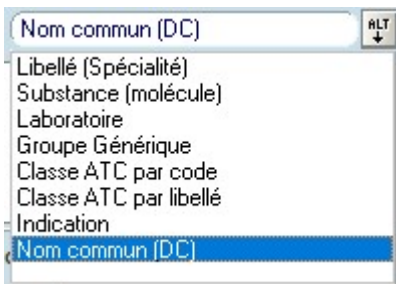 Nom commun (DC)
ALT
Libellé (Spécialité)
Substance (molécule)
Laboratoire
Groupe Générique
Classe ATC par code
Classe ATC par libellé
Indication
Nom commun (DC)